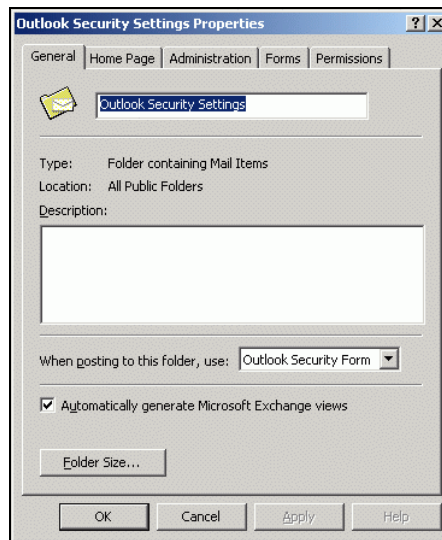 Outlook Security Settings Properties
General Home Page Administration Forms Permissions
Outlook Security Settings
Type: Folder containing Mail Items
Location: All Public Folders
Description:
When posting to this folder, use: Outlook Security Form
Automatically generate Microsoft Exchange views
Folder Size...
OK Cancel Apply Help